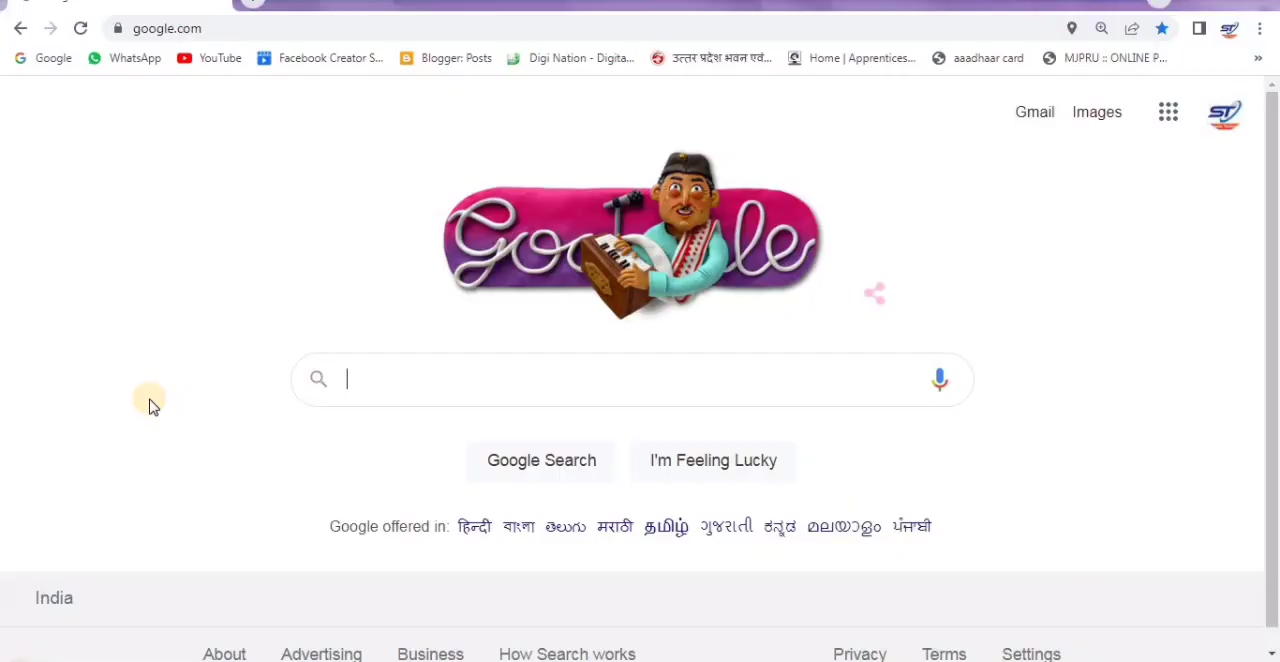 google.com
Google WhatsApp YouTube Facebook Creator S... Blogger: Posts Digi Nation - Digita... उत्तर प्रदेश भवन एवं... Home | Apprentices... aaadhaar card MJPRU :: ONLINE P... »
Gmail Images ST
Google
Google Search I'm Feeling Lucky
Google offered in: हिन्दी বাংলা తెలుగు मराठी தமிழ் ગુજરાતી ಕನ್ನಡ മലയാളം ਪੰਜਾਬੀ
India
About Advertising Business How Search works Privacy Terms Settings